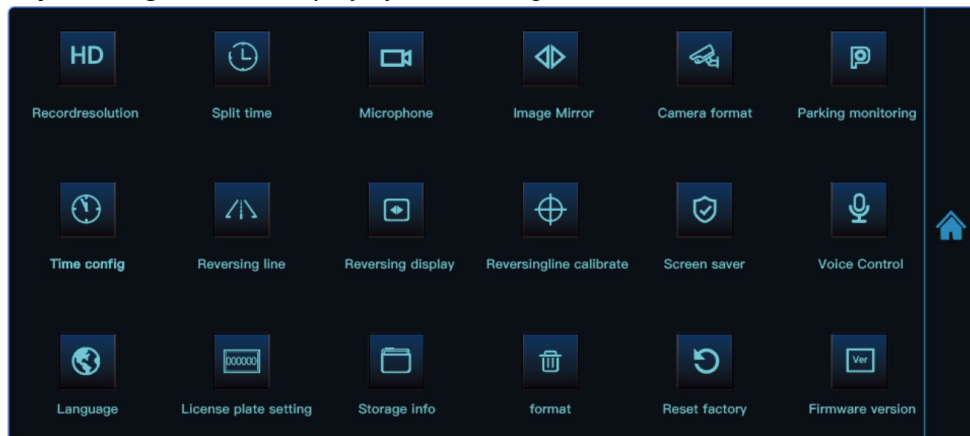 HD
Recordresolution
Split time
Microphone
Image Mirror
Camera format
P
Parking monitoring
Time config
Reversing line
Reversing display
Reversingline calibrate
Screen saver
Voice Control
Language
000000
License plate setting
Storage info
format
Reset factory
Ver
Firmware version